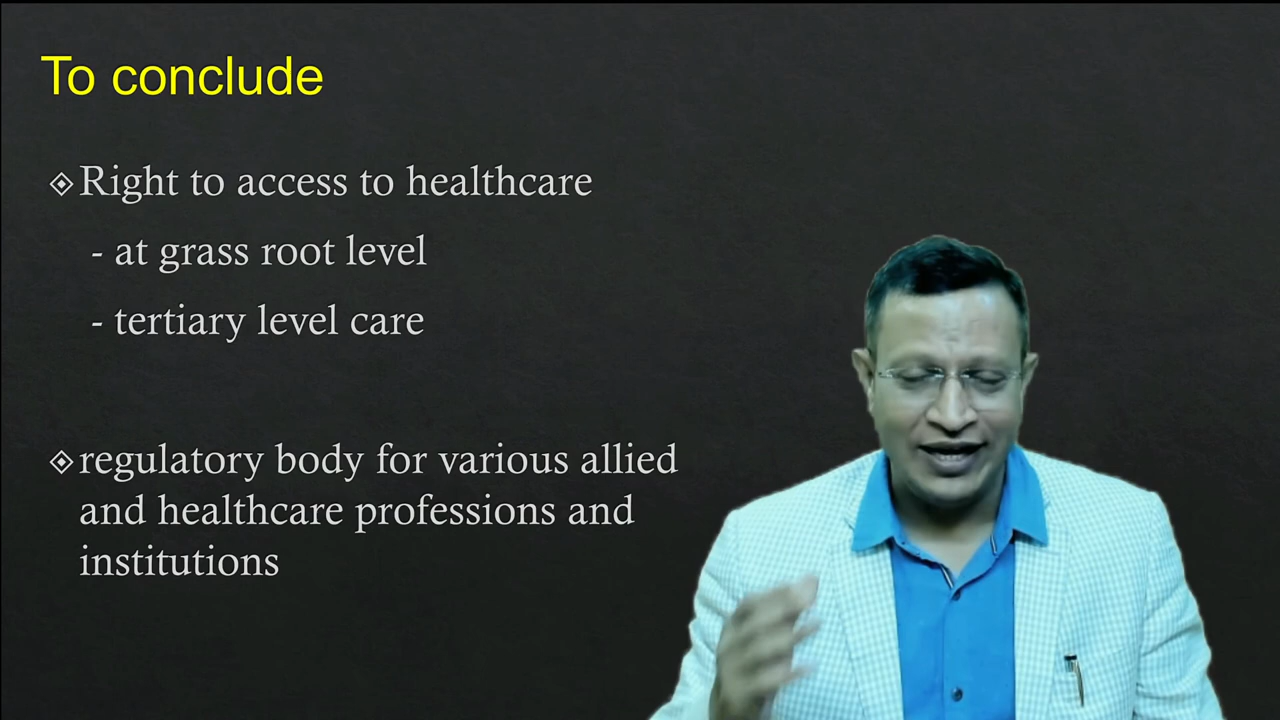 To conclude
Right to access to healthcare
- at grass root level
- tertiary level care
regulatory body for various allied
and healthcare professions and
institutions